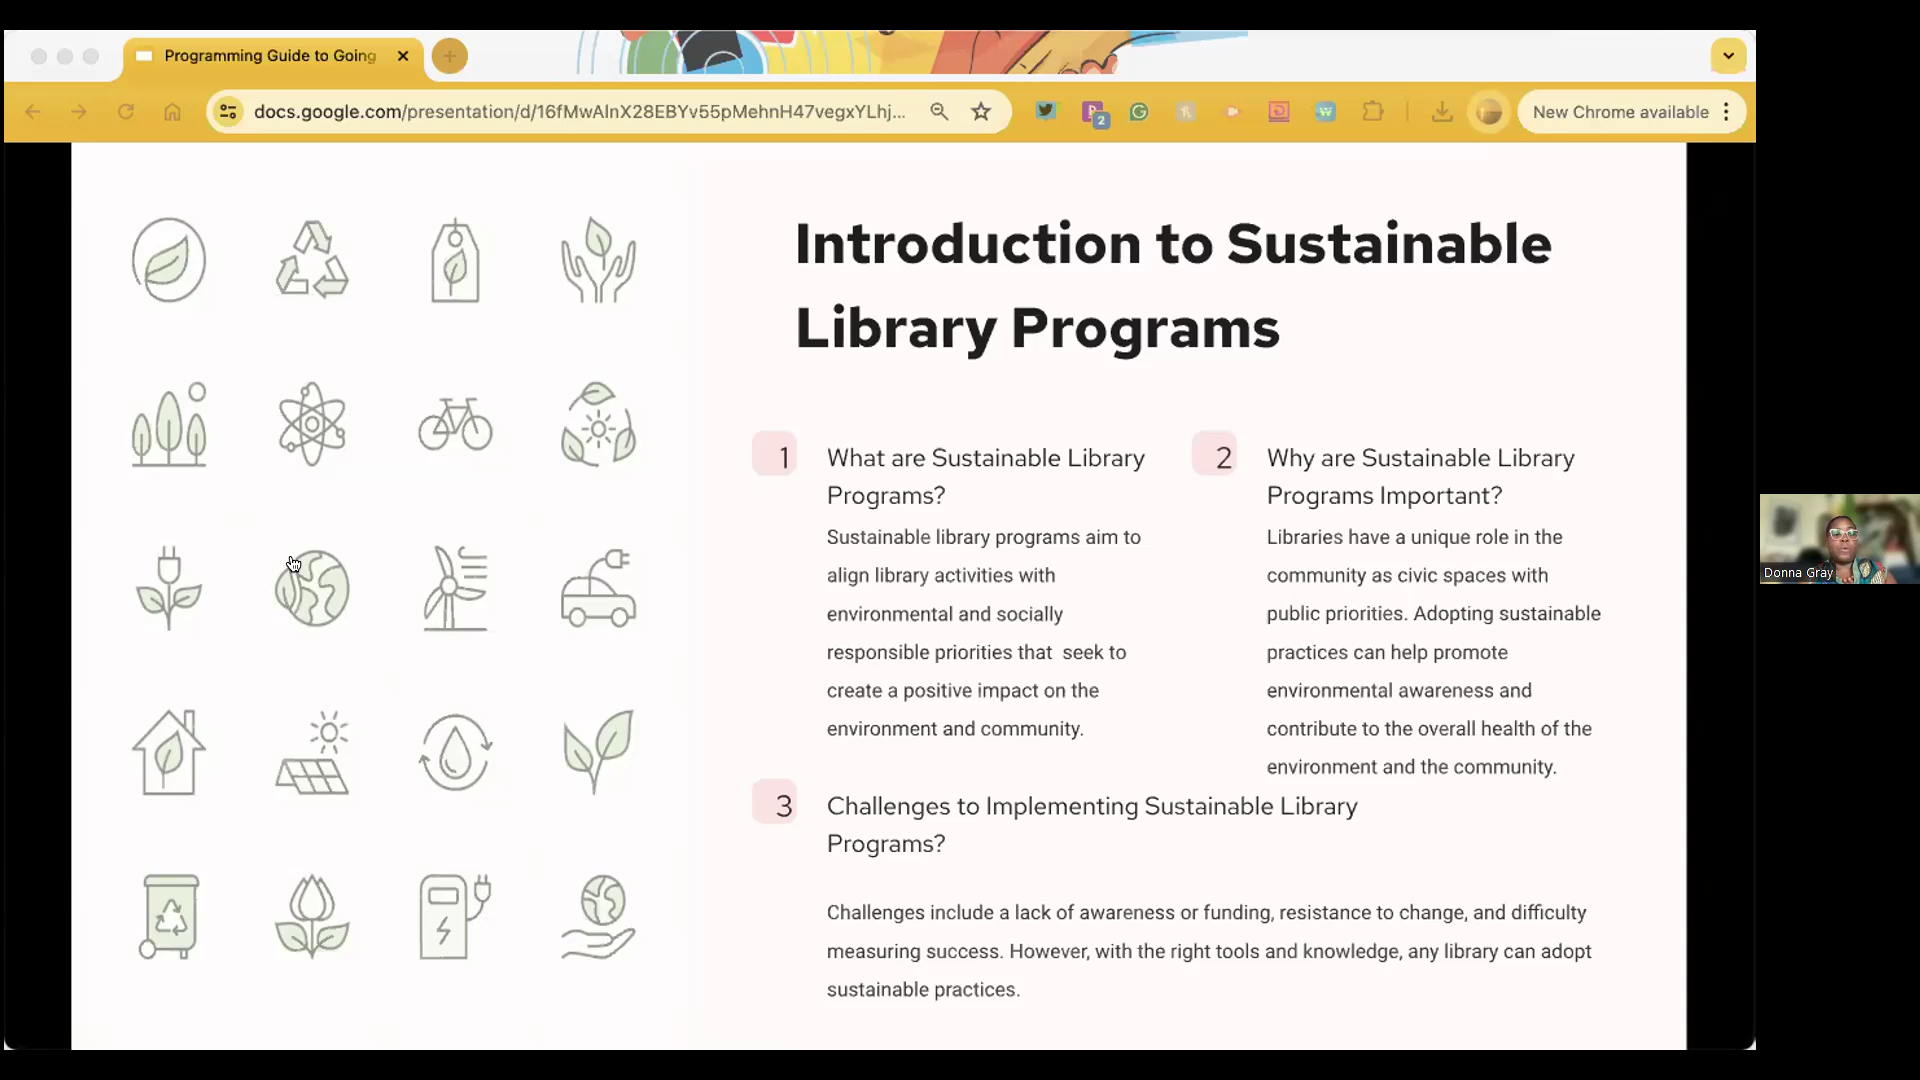 Programming Guide to Going
docs.google.com/presentation/d/16fMwAlnX28EBYv55pMehnH47vegxYLhj...
2
New Chrome available
Introduction to Sustainable
Library Programs
1
What are Sustainable Library
Programs?
Sustainable library programs aim to
align library activities with
environmental and socially
responsible priorities that  seek to
create a positive impact on the
environment and community.
2
Why are Sustainable Library
Programs Important?
Libraries have a unique role in the
community as civic spaces with
public priorities. Adopting sustainable
practices can help promote
environmental awareness and
contribute to the overall health of the
environment and the community.
3
Challenges to Implementing Sustainable Library
Programs?
Challenges include a lack of awareness or funding, resistance to change, and difficulty
measuring success. However, with the right tools and knowledge, any library can adopt
sustainable practices.
Donna Gray